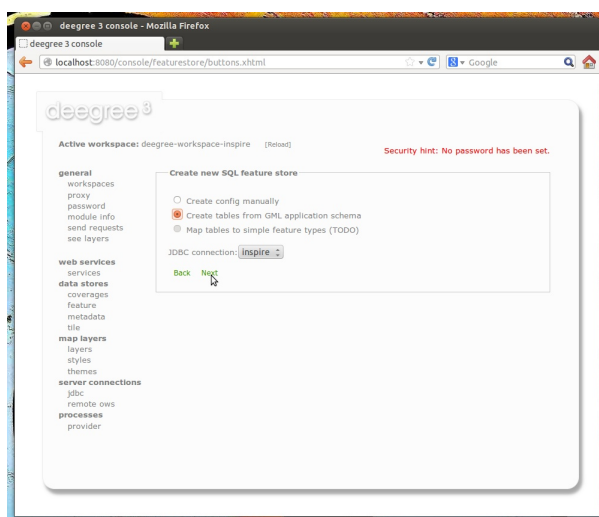 deegree 3 console - Mozilla Firefox
deegree 3 console
localhost:8080/console/featurestore/buttons.xhtml
Google
deegree 3
Active workspace: deegree-workspace-inspire [Reload]
Security hint: No password has been set.
general
workspaces
proxy
password
module info
send requests
see layers
web services
services
data stores
coverages
feature
metadata
tile
map layers
layers
styles
themes
server connections
jdbc
remote ows
processes
provider
Create new SQL feature store
Create config manually
Create tables from GML application schema
Map tables to simple feature types (TODO)
JDBC connection: inspire
Back Next